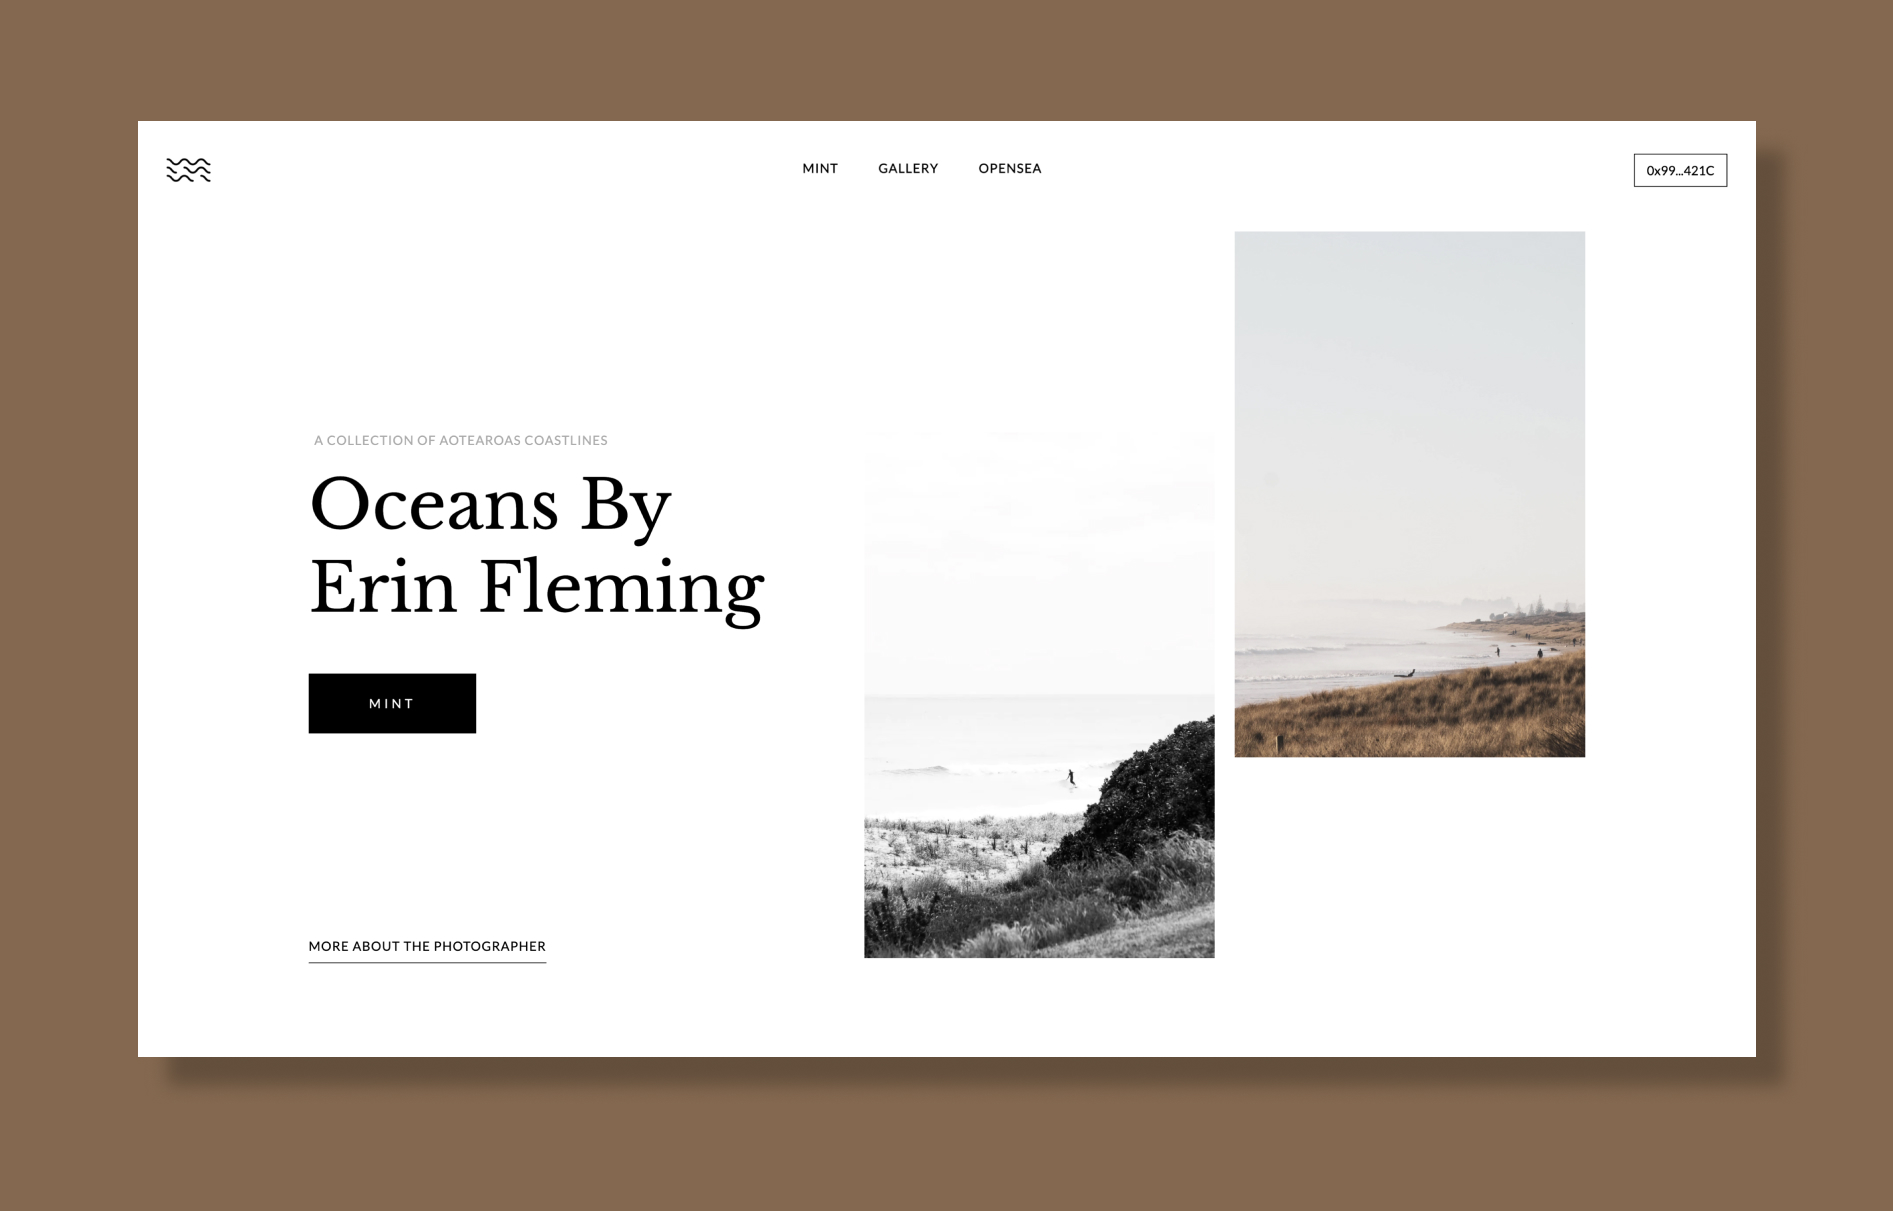 MINT GALLERY OPENSEA
0x99...421C
A COLLECTION OF AOTEAROAS COASTLINES
Oceans By
Erin Fleming
MINT
MORE ABOUT THE PHOTOGRAPHER